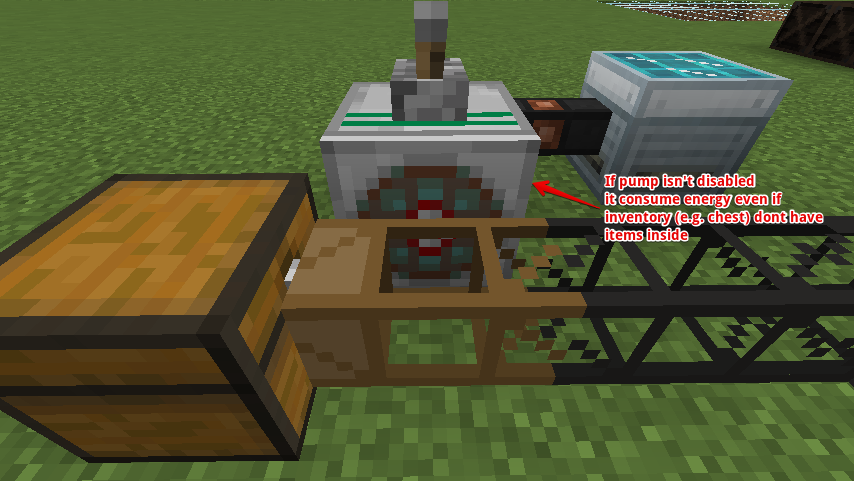 If pump isn't disabled
it consume energy even if
inventory (e.g. chest) dont have
items inside